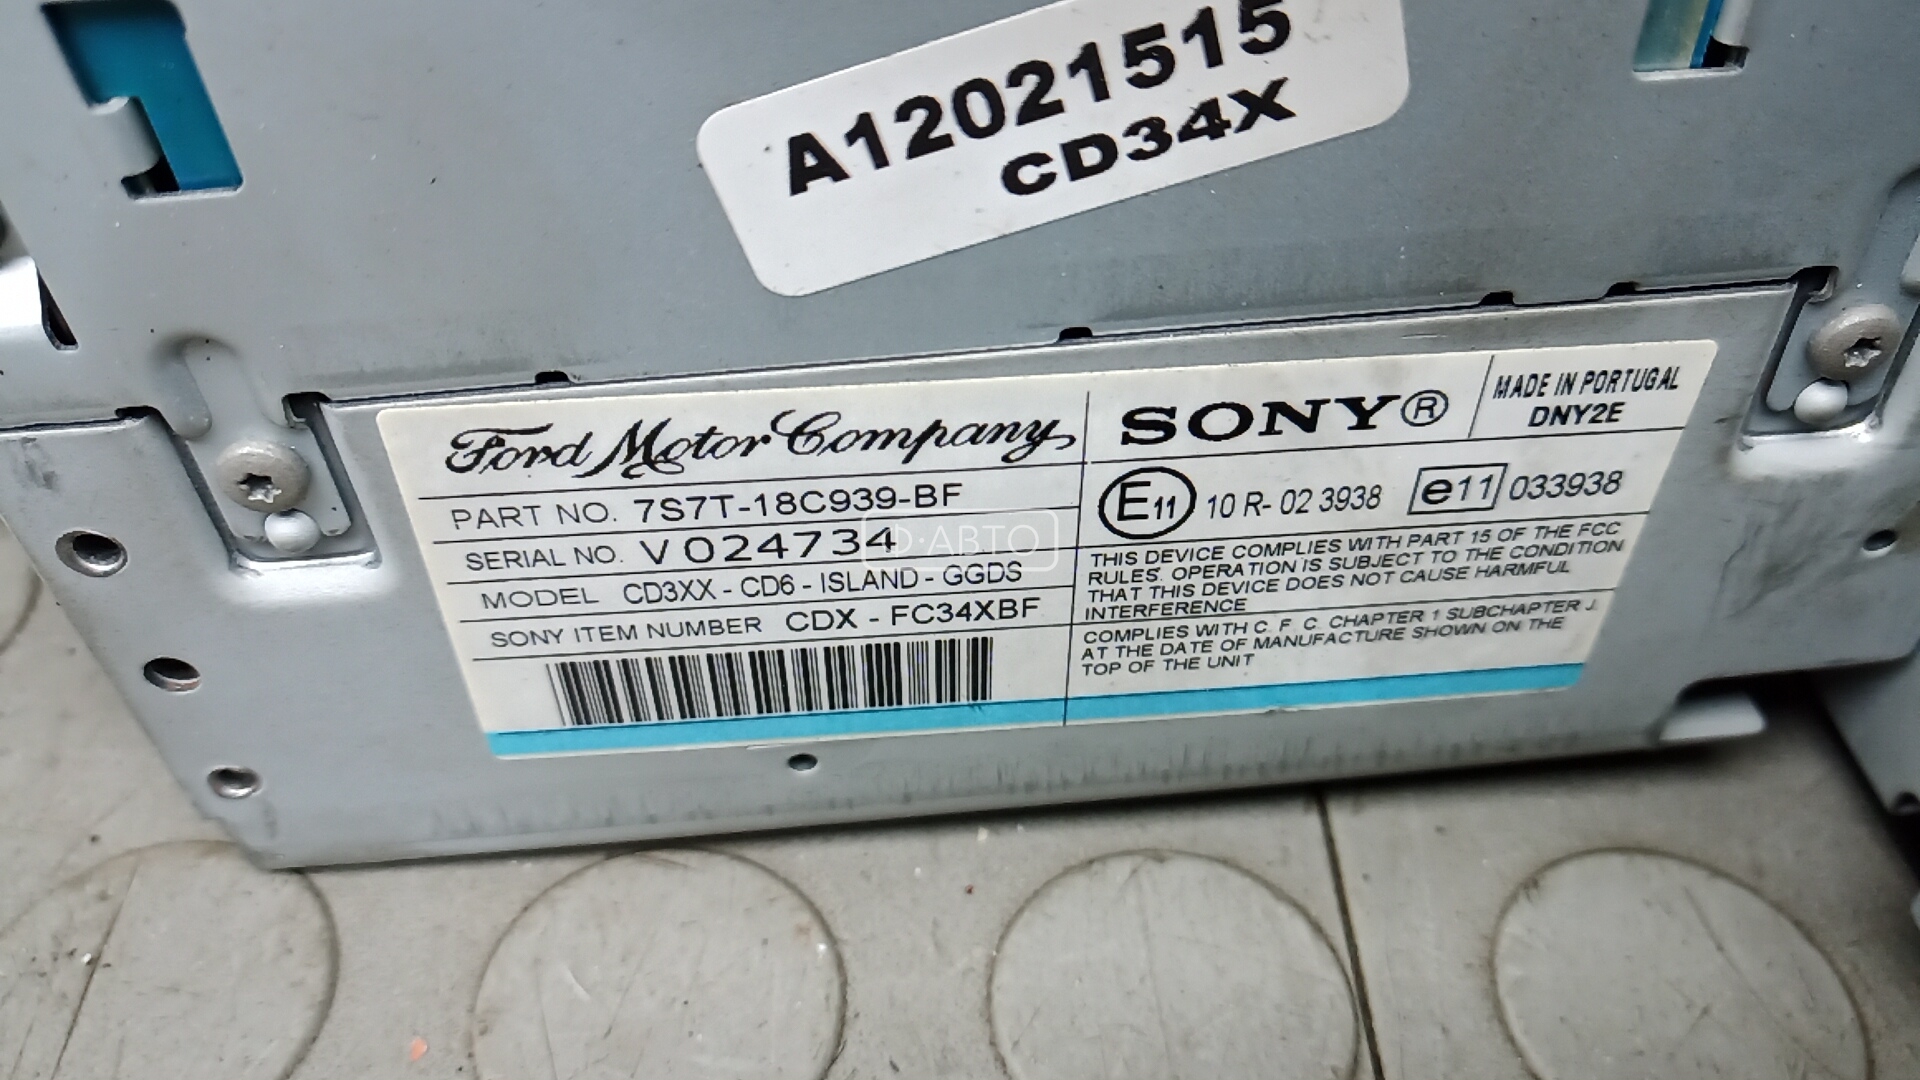 A12021515
CD34X
Ford Motor Company
SONY®
MADE IN PORTUGAL
DNY2E
PART NO. 7S7T-18C939-BF
SERIAL NO. V024734
MODEL CD3XX - CD6 - ISLAND - GGDS
SONY ITEM NUMBER CDX - FC34XBF
E11 10 R- 02 3938 e11 033938
THIS DEVICE COMPLIES WITH PART 15 OF THE FCC
RULES. OPERATION IS SUBJECT TO THE CONDITION
THAT THIS DEVICE DOES NOT CAUSE HARMFUL
INTERFERENCE
COMPLIES WITH C. F. C. CHAPTER 1 SUBCHAPTER J.
AT THE DATE OF MANUFACTURE SHOWN ON THE
TOP OF THE UNIT
Ф·АВТО